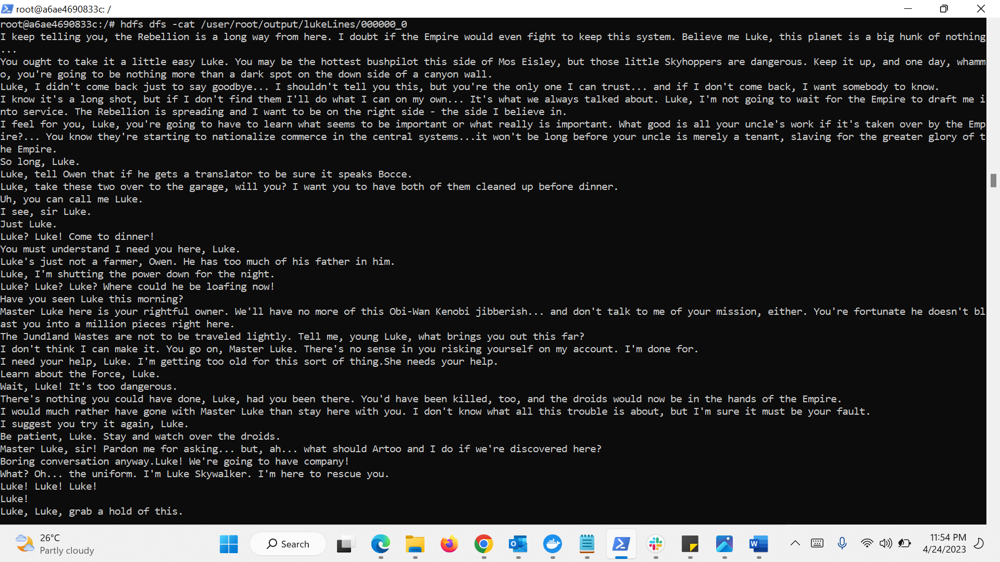 root@a6ae4690833c: /
root@a6ae4690833c:/# hdfs dfs -cat /user/root/output/lukeLines/000000_0
I keep telling you, the Rebellion is a long way from here. I doubt if the Empire would even fight to keep this system. Believe me Luke, this planet is a big hunk of nothing
...
You ought to take it a little easy Luke. You may be the hottest bushpilot this side of Mos Eisley, but those little Skyhoppers are dangerous. Keep it up, and one day, whamm
o, you're going to be nothing more than a dark spot on the down side of a canyon wall.
Luke, I didn't come back just to say goodbye... I shouldn't tell you this, but you're the only one I can trust... and if I don't come back, I want somebody to know.
I know it's a long shot, but if I don't find them I'll do what I can on my own... It's what we always talked about. Luke, I'm not going to wait for the Empire to draft me i
nto service. The Rebellion is spreading and I want to be on the right side - the side I believe in.
I feel for you, Luke, you're going to have to learn what seems to be important or what really is important. What good is all your uncle's work if it's taken over by the Emp
ire?... You know they're starting to nationalize commerce in the central systems...it won't be long before your uncle is merely a tenant, slaving for the greater glory of t
he Empire.
So long, Luke.
Luke, tell Owen that if he gets a translator to be sure it speaks Bocce.
Luke, take these two over to the garage, will you? I want you to have both of them cleaned up before dinner.
Uh, you can call me Luke.
I see, sir Luke.
Just Luke.
Luke? Luke! Come to dinner!
You must understand I need you here, Luke.
Luke's just not a farmer, Owen. He has too much of his father in him.
Luke, I'm shutting the power down for the night.
Luke? Luke? Luke? Where could he be loafing now!
Have you seen Luke this morning?
Master Luke here is your rightful owner. We'll have no more of this Obi-Wan Kenobi jibberish... and don't talk to me of your mission, either. You're fortunate he doesn't bl
ast you into a million pieces right here.
The Jundland Wastes are not to be traveled lightly. Tell me, young Luke, what brings you out this far?
I don't think I can make it. You go on, Master Luke. There's no sense in you risking yourself on my account. I'm done for.
I need your help, Luke. I'm getting too old for this sort of thing.She needs your help.
Learn about the Force, Luke.
Wait, Luke! It's too dangerous.
There's nothing you could have done, Luke, had you been there. You'd have been killed, too, and the droids would now be in the hands of the Empire.
I would much rather have gone with Master Luke than stay here with you. I don't know what all this trouble is about, but I'm sure it must be your fault.
I suggest you try it again, Luke.
Be patient, Luke. Stay and watch over the droids.
Master Luke, sir! Pardon me for asking... but, ah... what should Artoo and I do if we're discovered here?
Boring conversation anyway.Luke! We're going to have company!
What? Oh... the uniform. I'm Luke Skywalker. I'm here to rescue you.
Luke! Luke! Luke!
Luke!
Luke, Luke, grab a hold of this.
26°C
Partly cloudy
Search
11:54 PM
4/24/2023